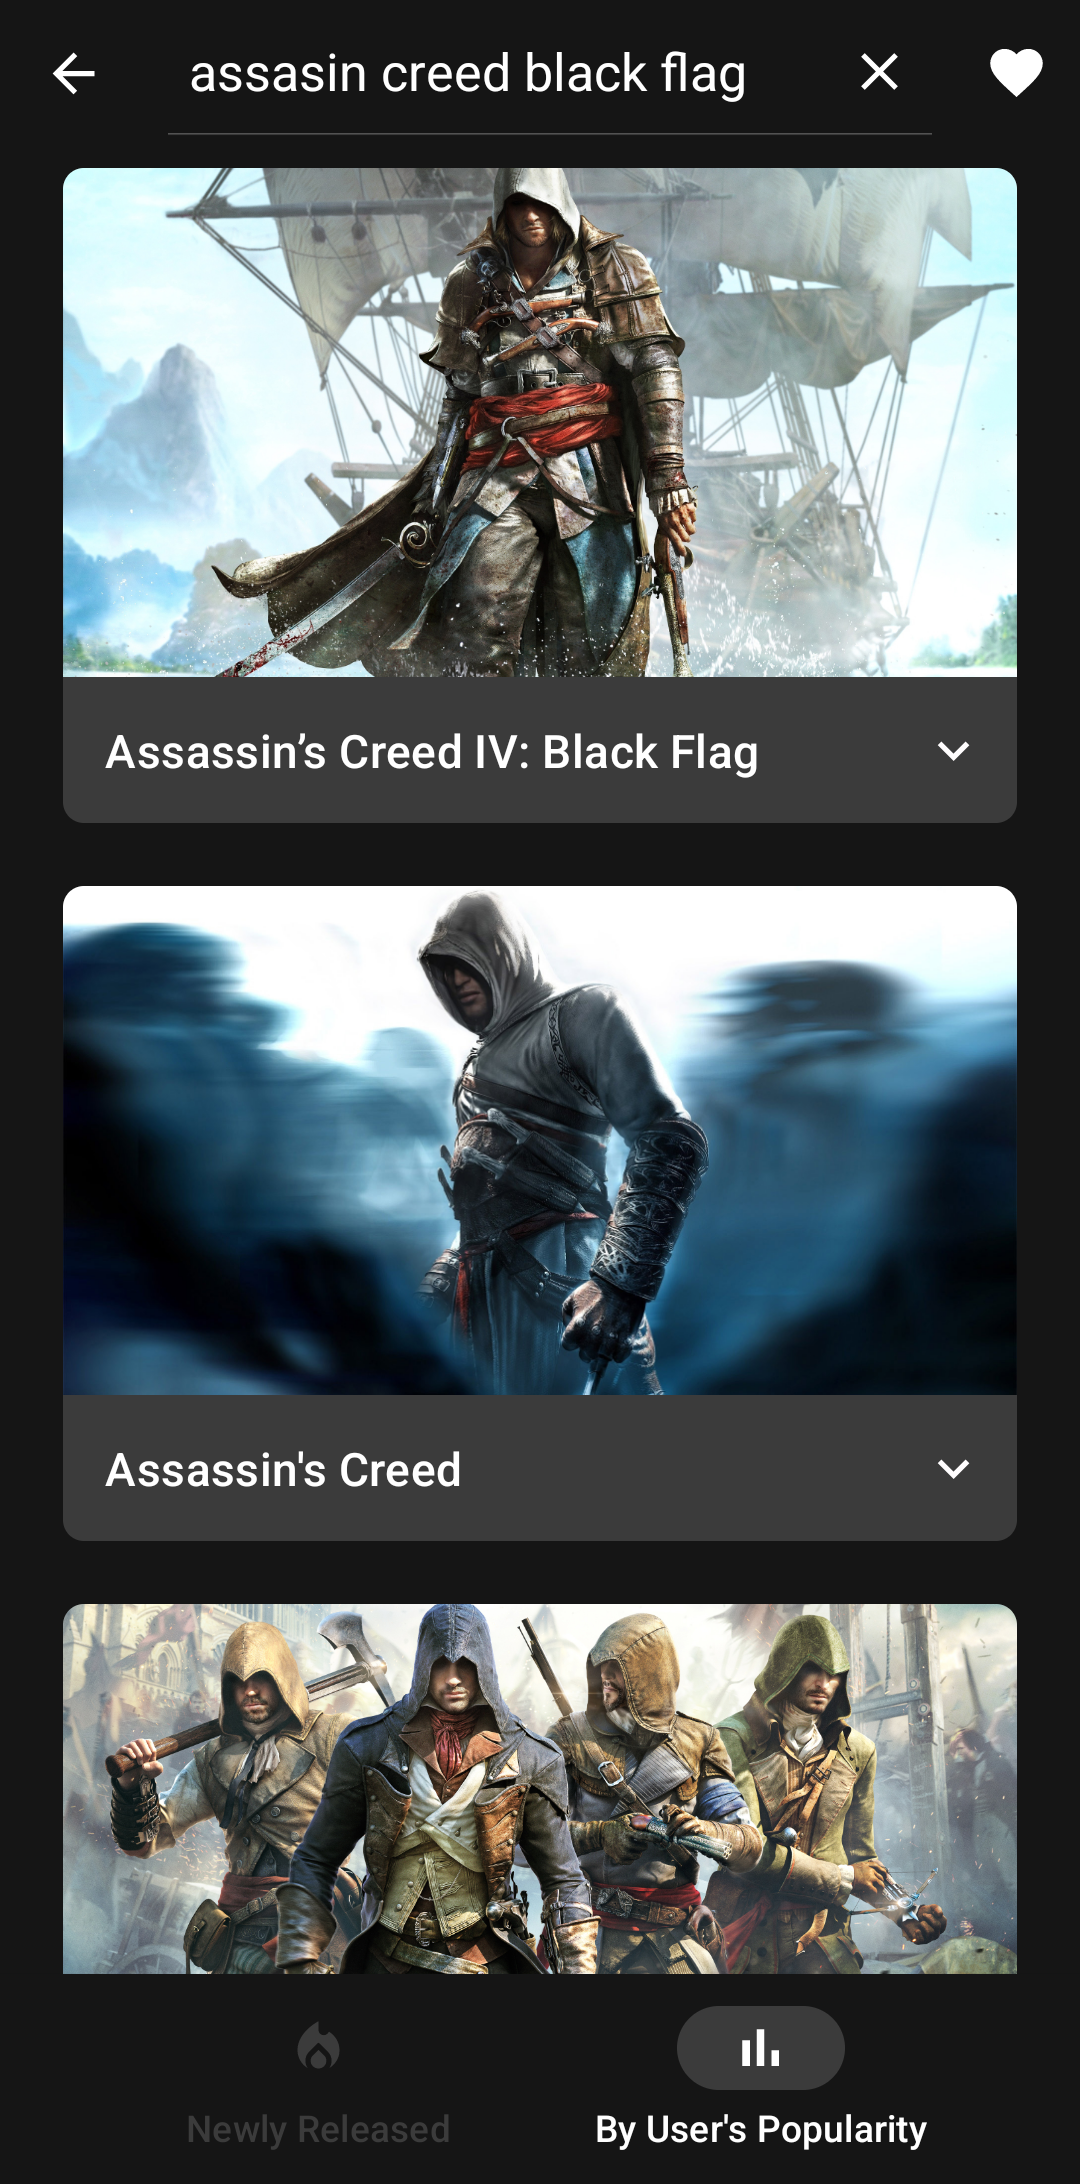 assasin creed black flag
Assassin’s Creed IV: Black Flag
Assassin's Creed
Newly Released
By User's Popularity